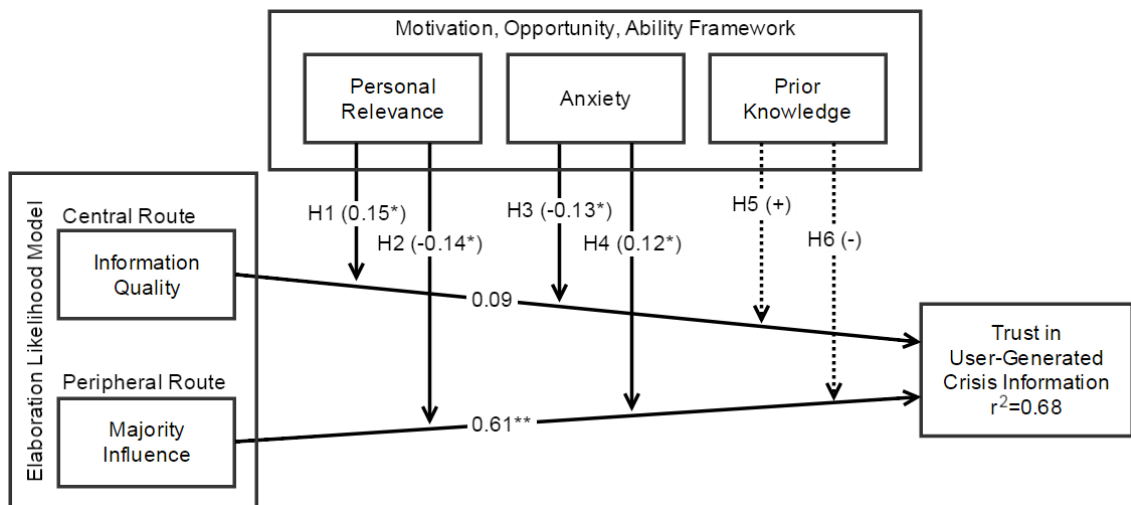 Motivation, Opportunity, Ability Framework
Personal
Relevance
Anxiety
Prior
Knowledge
Elaboration Likelihood Model
Central Route
Information
Quality
Peripheral Route
Majority
Influence
H1 (0.15*)
H2 (-0.14*)
H3 (-0.13*)
H4 (0.12*)
H5 (+)
H6 (-)
0.09
0.61**
Trust in
User-Generated
Crisis Information
r²=0.68